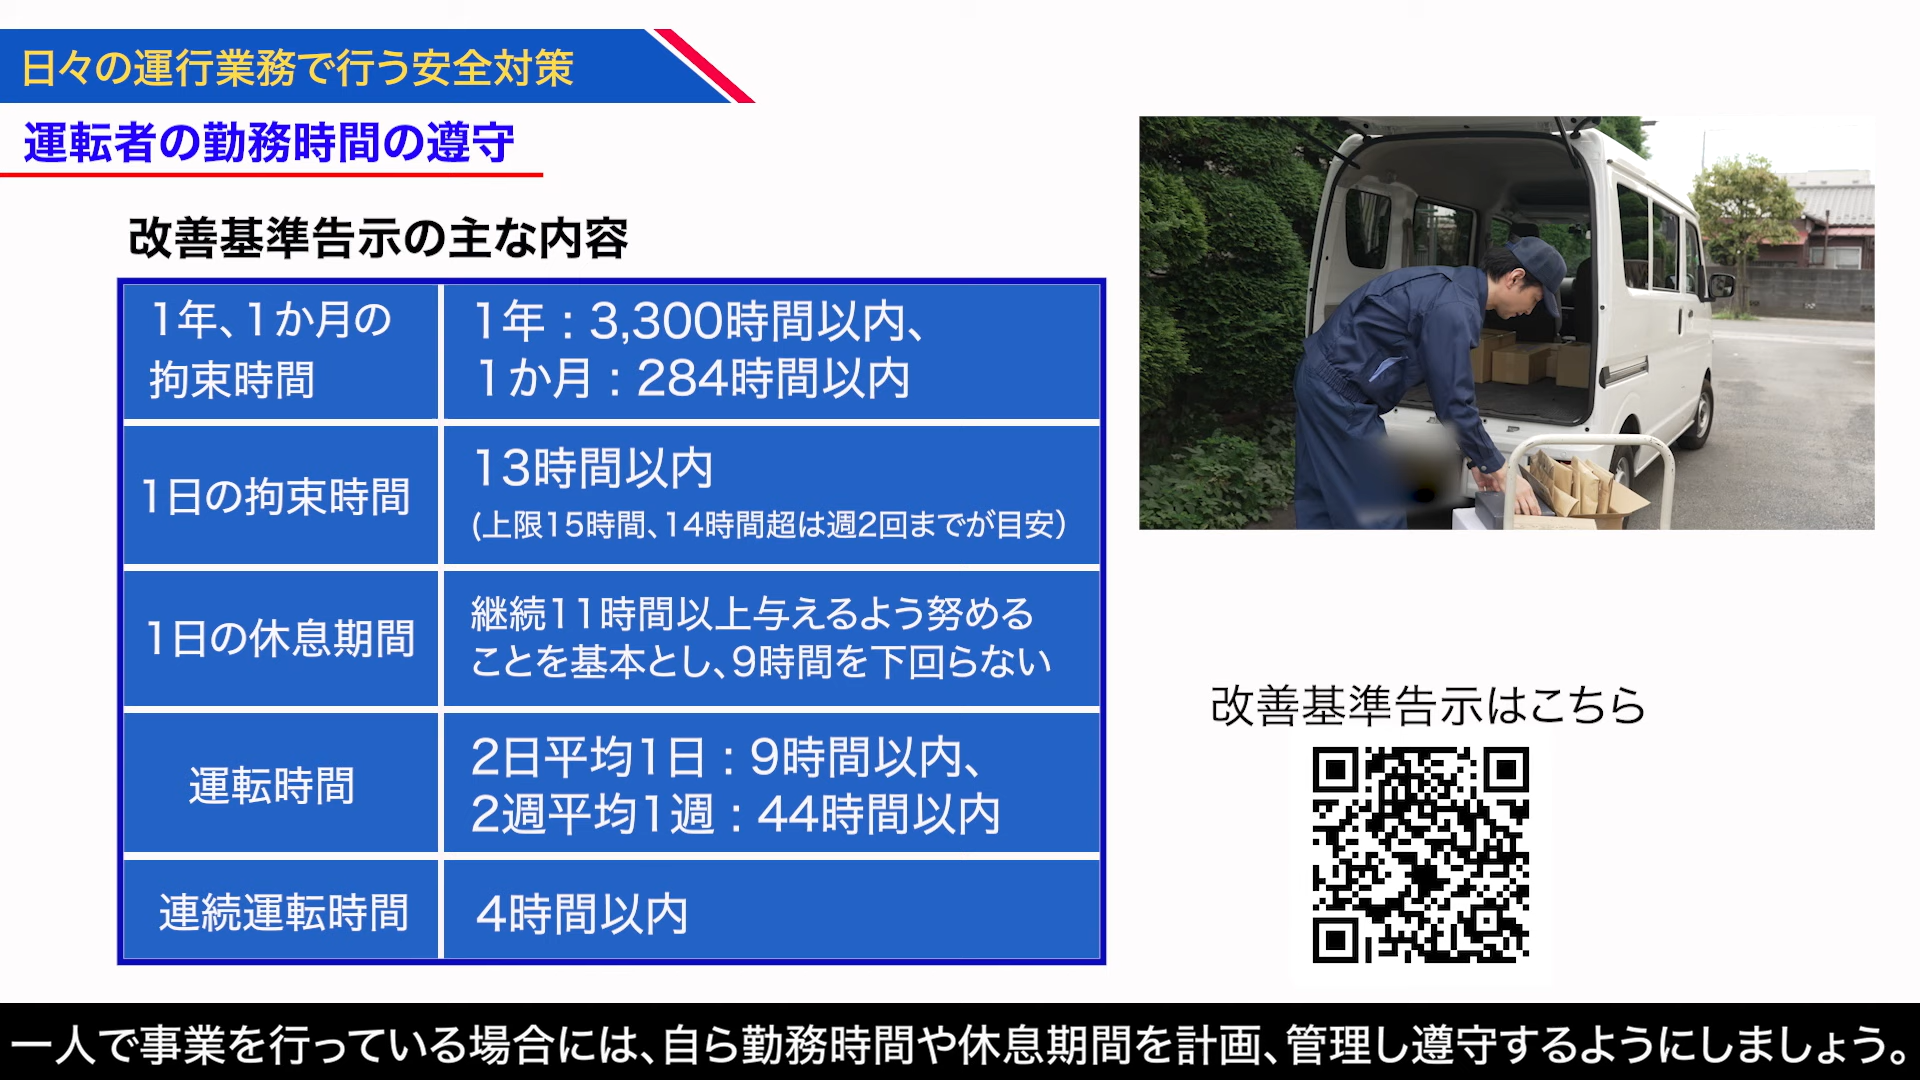 日々の運行業務で行う安全対策
運転者の勤務時間の遵守
改善基準告示の主な内容
1年、1か月の
拘束時間
1年：3,300時間以内、
1か月：284時間以内
1日の拘束時間
13時間以内
(上限15時間、14時間超は週2回までが目安)
1日の休息期間
継続11時間以上与えるよう努める
ことを基本とし、9時間を下回らない
運転時間
2日平均1日：9時間以内、
2週平均1週：44時間以内
連続運転時間
4時間以内
改善基準告示はこちら
一人で事業を行っている場合には、自ら勤務時間や休息期間を計画、管理し遵守するようにしましょう。